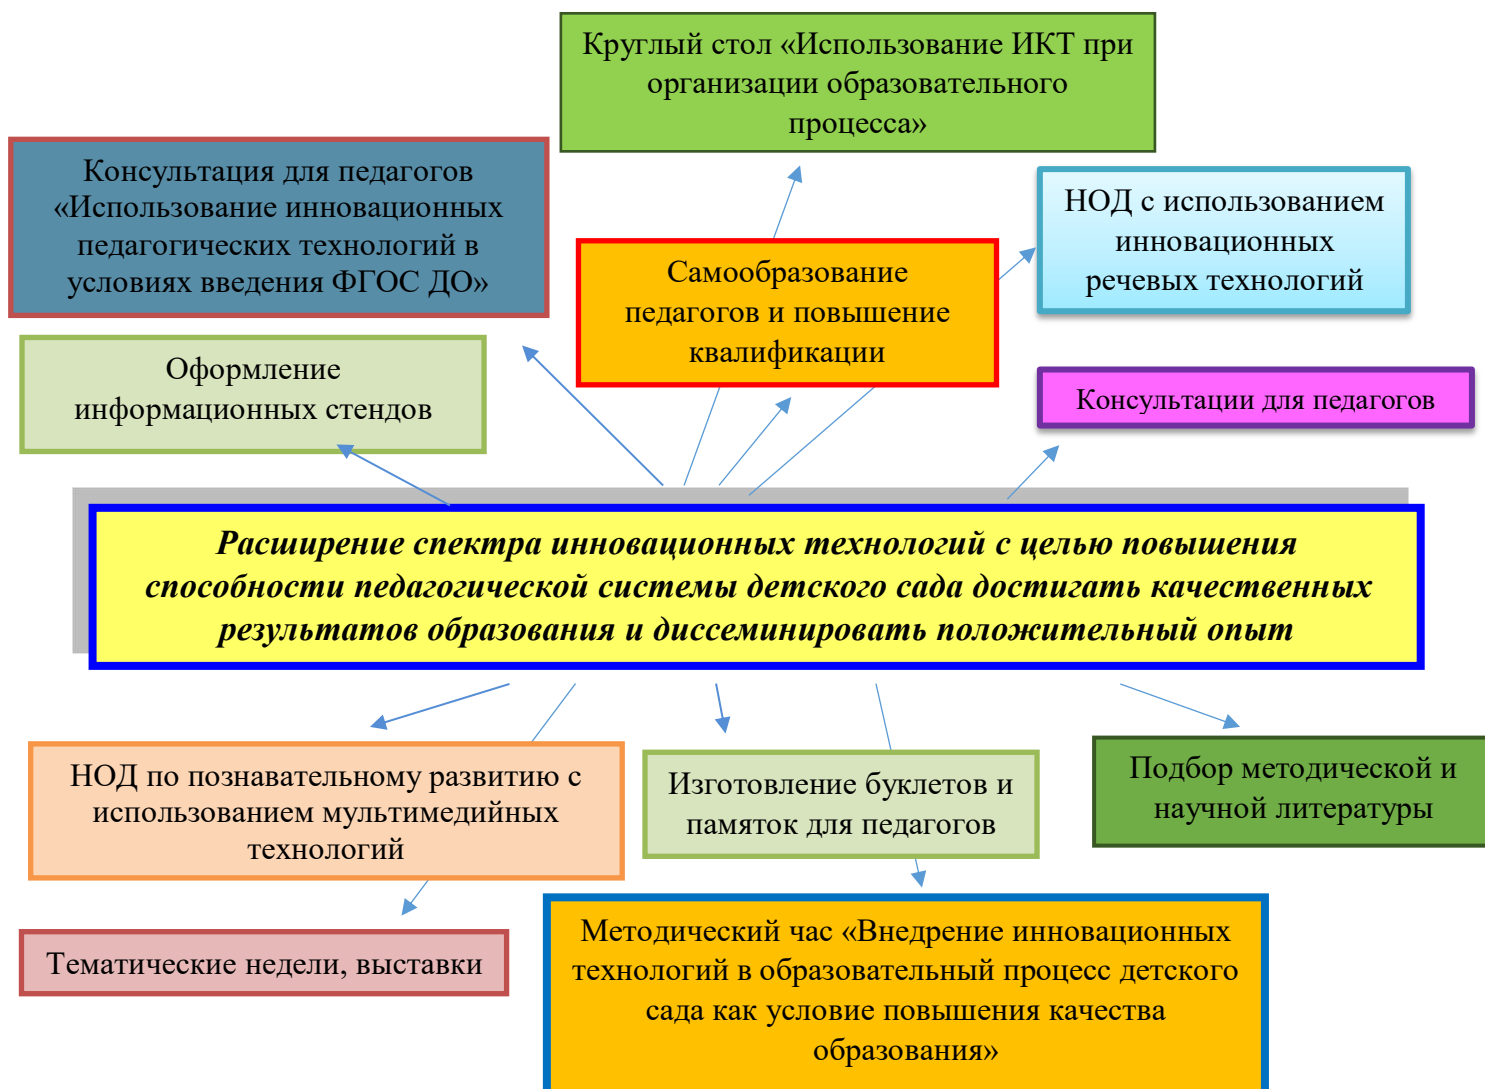 Круглый стол «Использование ИКТ при
организации образовательного
процесса»
Консультация для педагогов
«Использование инновационных
педагогических технологий в
условиях введения ФГОС ДО»
НОД с использованием
инновационных
речевых технологий
Самообразование
педагогов и повышение
квалификации
Оформление
информационных стендов
Консультации для педагогов
Расширение спектра инновационных технологий с целью повышения
способности педагогической системы детского сада достигать качественных
результатов образования и диссеминировать положительный опыт
НОД по познавательному развитию с
использованием мультимедийных
технологий
Изготовление буклетов и
памяток для педагогов
Подбор методической и
научной литературы
Тематические недели, выставки
Методический час «Внедрение инновационных
технологий в образовательный процесс детского
сада как условие повышения качества
образования»